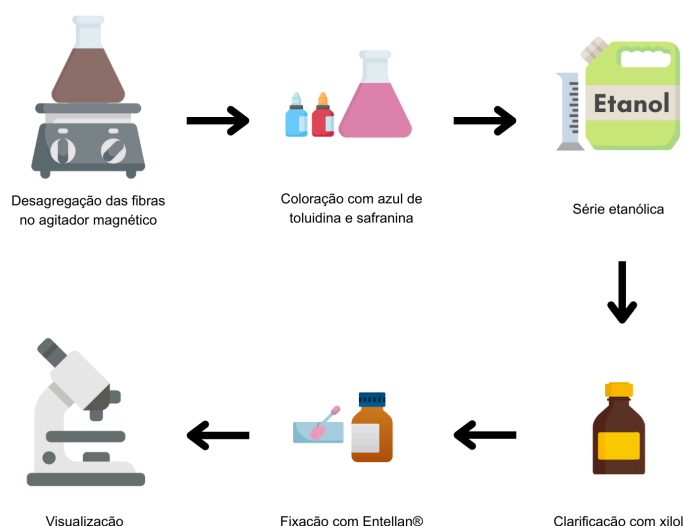 Desagregação das fibras
no agitador magnético
Coloração com azul de
toluidina e safranina
Etanol
Série etanólica
Visualização
Fixação com Entellan®
Clarificação com xilol